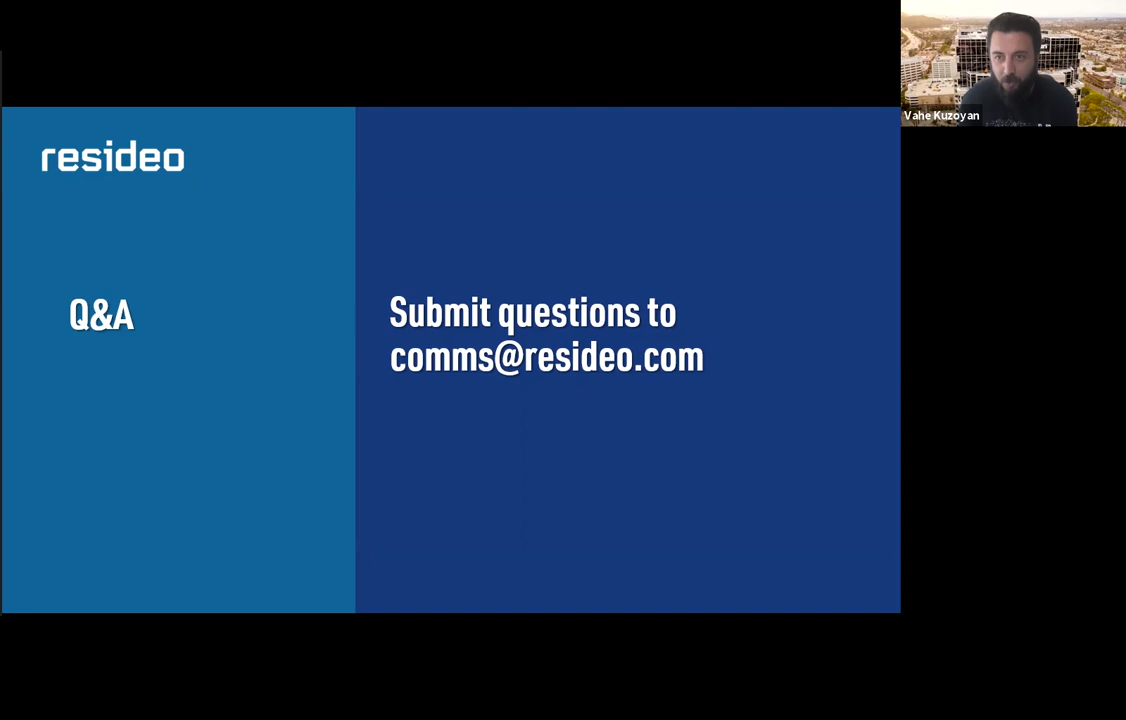 resideo
Q&A
Submit questions to
comms@resideo.com
Vahe Kuzoyan